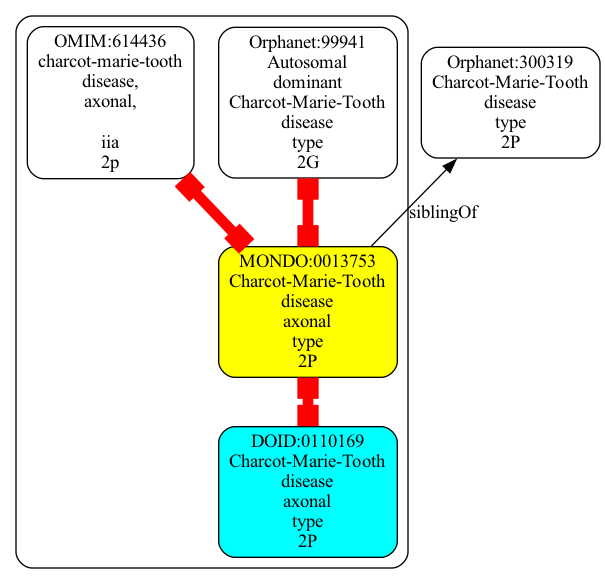 OMIM:614436
charcot-marie-tooth
disease,
axonal,
iia
2p
Orphanet:99941
Autosomal
dominant
Charcot-Marie-Tooth
disease
type
2G
Orphanet:300319
Charcot-Marie-Tooth
disease
type
2P
siblingOf
MONDO:0013753
Charcot-Marie-Tooth
disease
axonal
type
2P
DOID:0110169
Charcot-Marie-Tooth
disease
axonal
type
2P